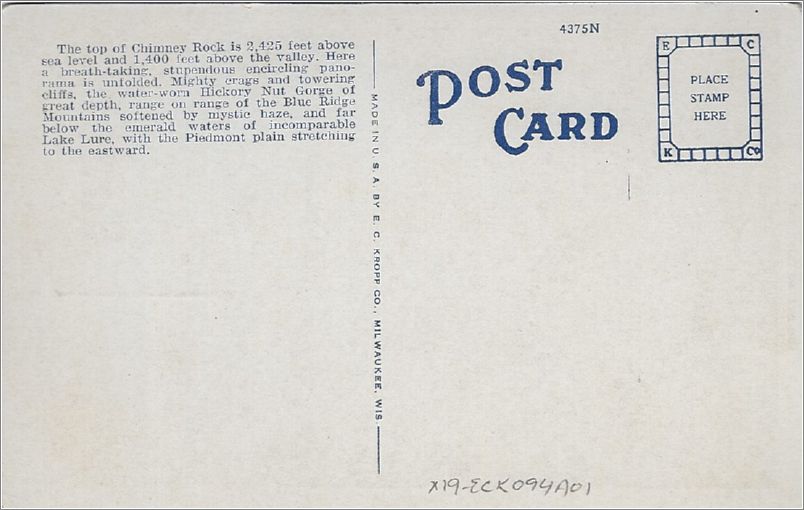 The top of Chimney Rock is 2,425 feet above
sea level and 1,400 feet above the valley. Here
a breath-taking, stupendous encircling pano-
rama is unfolded. Mighty crags and towering
cliffs, the water-worn Hickory Nut Gorge of
great depth, range on range of the Blue Ridge
Mountains softened by mystic haze, and far
below the emerald waters of incomparable
Lake Lure, with the Piedmont plain stretching
to the eastward.
MADE IN U. S. A. BY E. C. KROPP CO., MILWAUKEE, WIS.
4375N
POST
CARD
E C
PLACE
STAMP
HERE
K Co
X19-ECK094A01